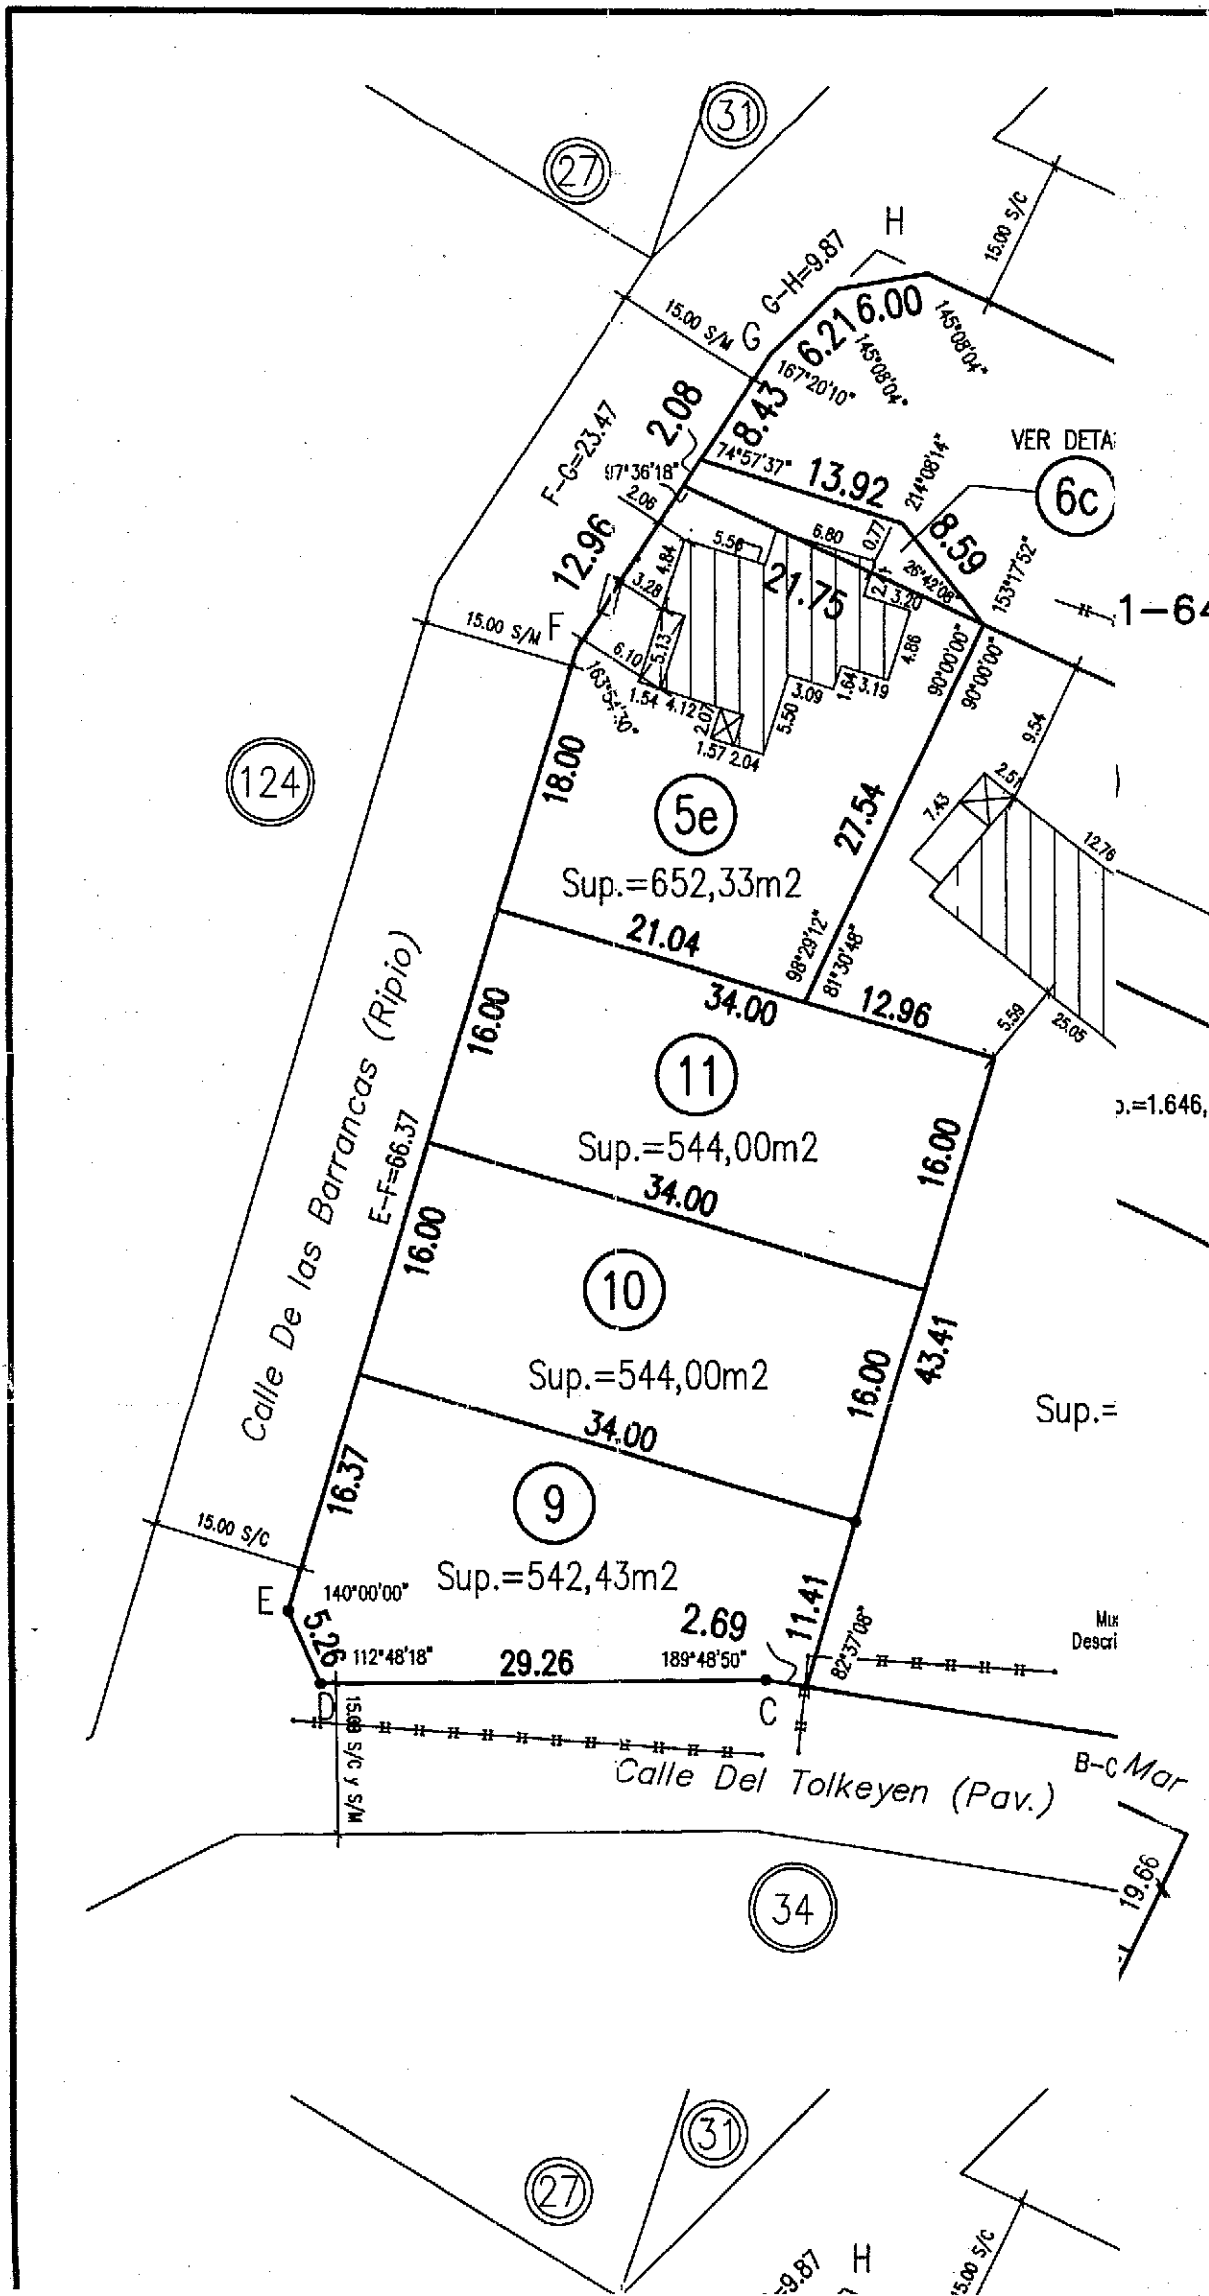 31
27
H
15.00 S/C
G-H=9.87
15.00 S/M
G
6.21
6.00
145°08'04"
145°08'04"
167°20'10"
2.08
8.43
F-G=23.47
74°57'37"
97°36'18"
13.92
214°08'14"
VER DETA
6c
2.06
12.96
5.56
6.80
0.77
8.59
4.84
3.28
21.75
26°42'08"
3.20
153°17'52"
1-64
15.00 S/M
F
6.10
5.13
4.86
90°00'00"
90°00'00"
163°54'30"
1.54
4.12
2.07
3.09
1.64
3.19
5.50
1.57
2.04
9.54
18.00
124
5e
2.51
7.43
27.54
12.76
Sup.=652,33m2
21.04
98°29'12"
81°30'48"
34.00
12.96
16.00
5.59
25.05
11
Calle De las Barrancas (Ripio)
E-F=66.37
Sup.=544,00m2
16.00
.=1.646,
34.00
16.00
10
43.41
Sup.=544,00m2
16.00
Sup.=
34.00
16.37
9
15.00 S/C
Sup.=542,43m2
E
140°00'00"
5.26
2.69
11.41
82°37'08"
Descri
112°48'18"
29.26
189°48'50"
D
C
15.00 S/C y S/M
Calle Del Tolkeyen (Pav.)
B-C
Mar
19.66
34
31
27
=9.87
H
15.00 S/C